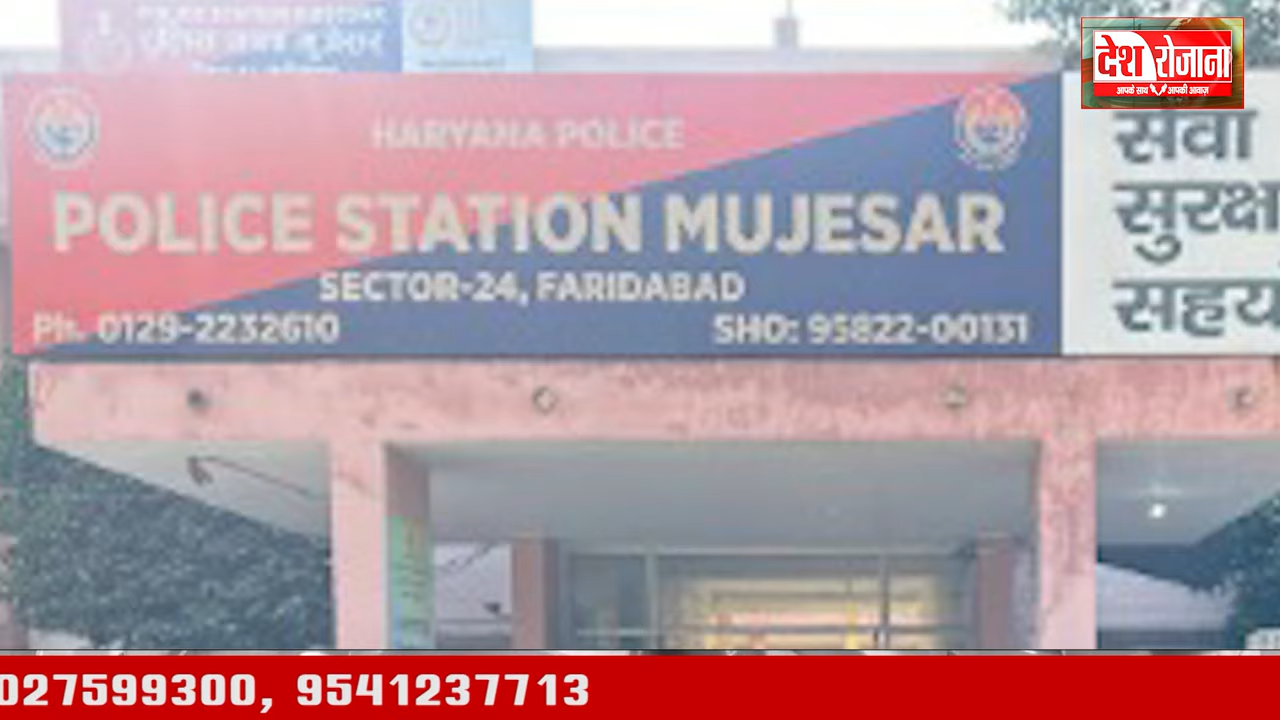 देश रोजाना
आपके साथ आपकी आवाज़
HARYANA POLICE
POLICE STATION MUJESAR
SECTOR-24, FARIDABAD
Ph. 0129-2232610
SHO: 95822-00131
सेवा
सुरक्षा
027599300, 9541237713